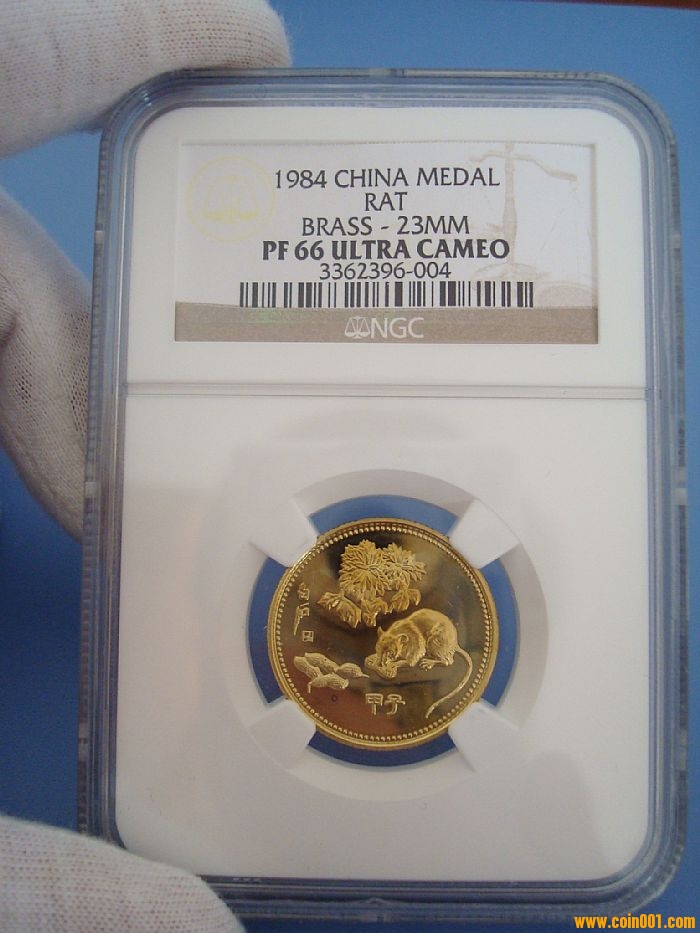 1984 CHINA MEDAL
RAT
BRASS - 23MM
PF 66 ULTRA CAMEO
3362396-004
NGC
甲子
www.coin001.com